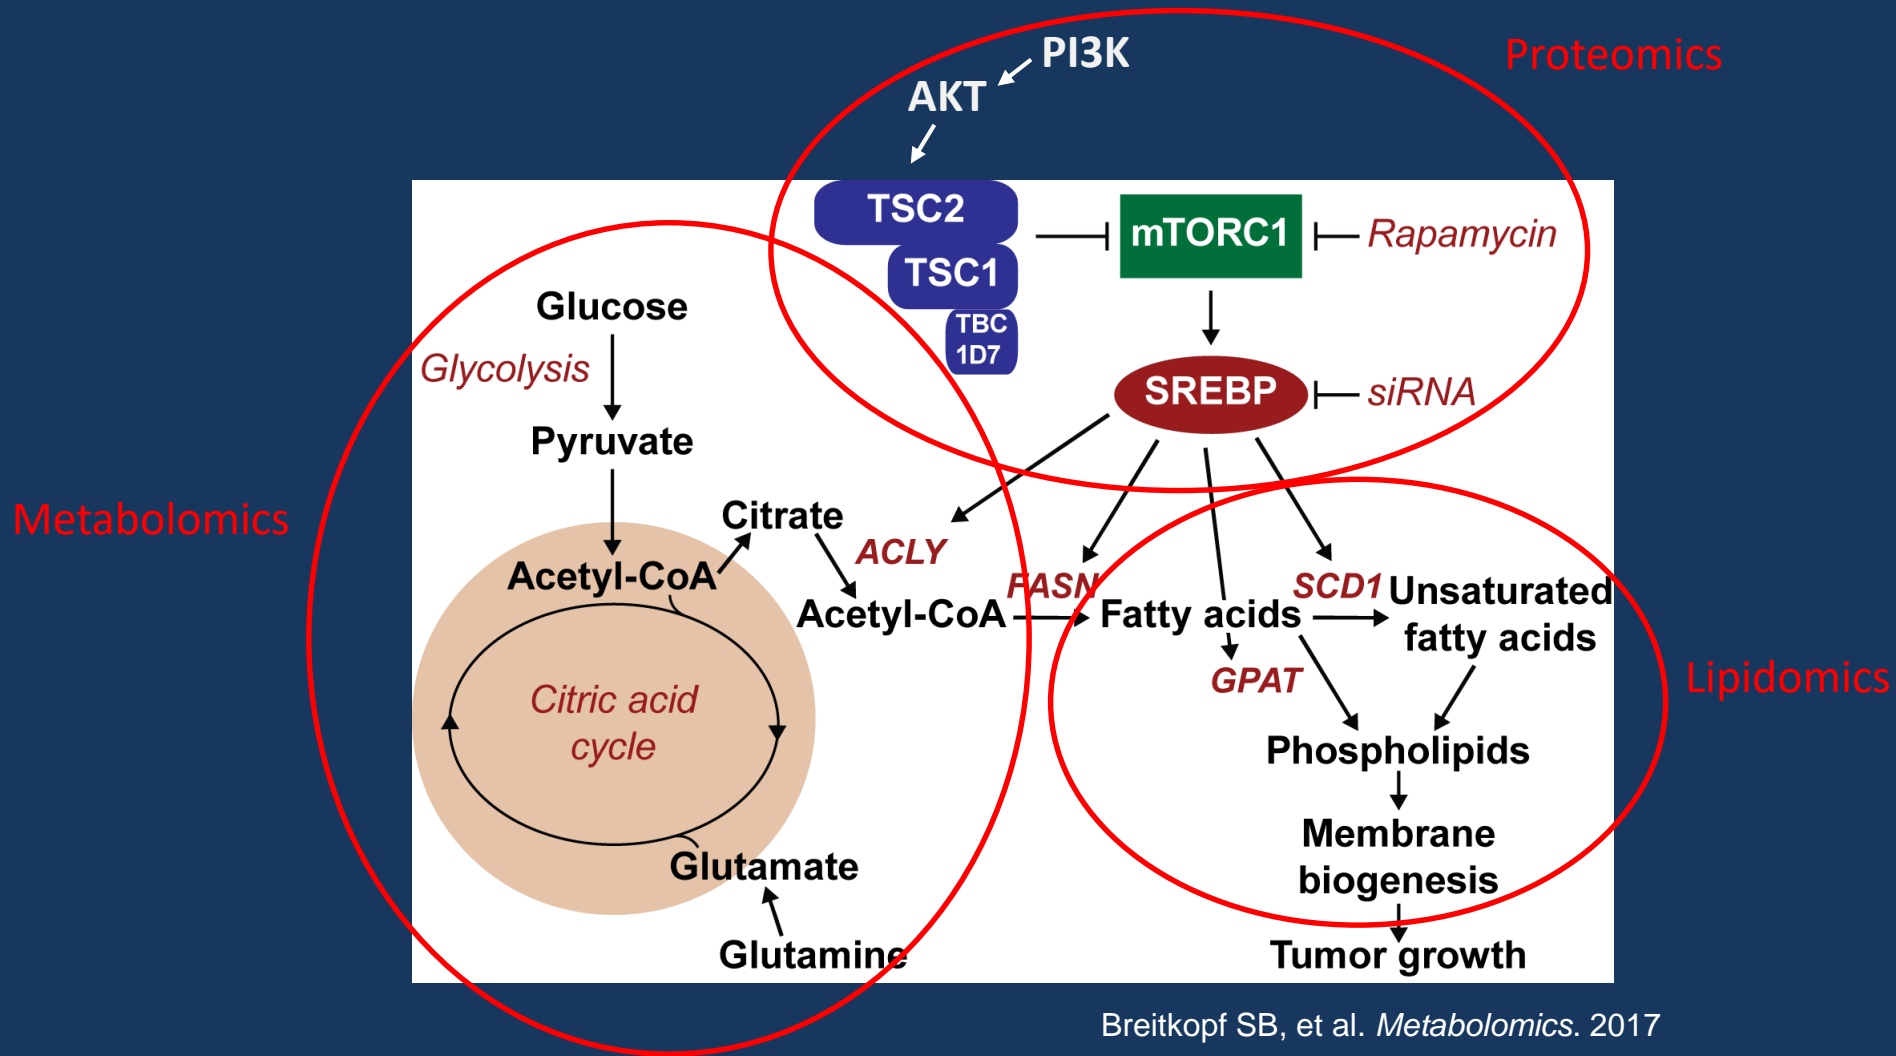 PI3K
Proteomics
AKT
TSC2
mTORC1
Rapamycin
TSC1
Glucose
TBC
1D7
Glycolysis
SREBP
siRNA
Pyruvate
Metabolomics
Citrate
ACLY
Acetyl-CoA
FASN
SCD1
Unsaturated
fatty acids
Acetyl-CoA
Fatty acids
GPAT
Lipidomics
Citric acid
cycle
Phospholipids
Membrane
biogenesis
Glutamate
Glutamine
Tumor growth
Breitkopf SB, et al. Metabolomics. 2017